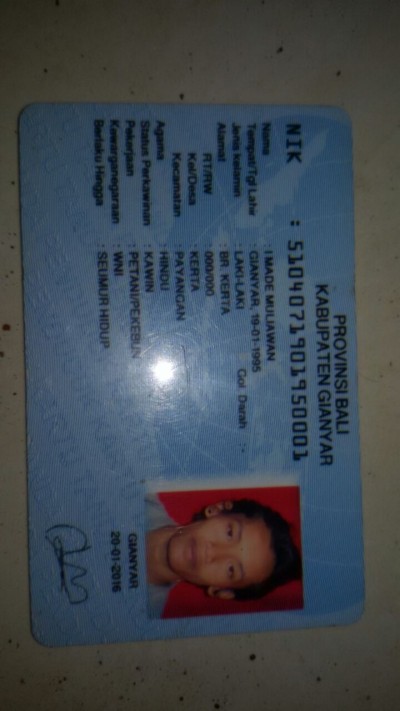 PROVINSI BALI
KABUPATEN GIANYAR
NIK : 5104071901950001
Nama : I MADE MULIAWAN
Tempat/Tgl Lahir : GIANYAR, 19-01-1995
Jenis kelamin : LAKI-LAKI Gol. Darah : -
Alamat : BR. KERTA
RT/RW : 000/000
Kel/Desa : KERTA
Kecamatan : PAYANGAN
Agama : HINDU
Status Perkawinan : KAWIN
Pekerjaan : PETANI/PEKEBUN
Kewarganegaraan : WNI
Berlaku Hingga : SEUMUR HIDUP
GIANYAR
20-01-2016